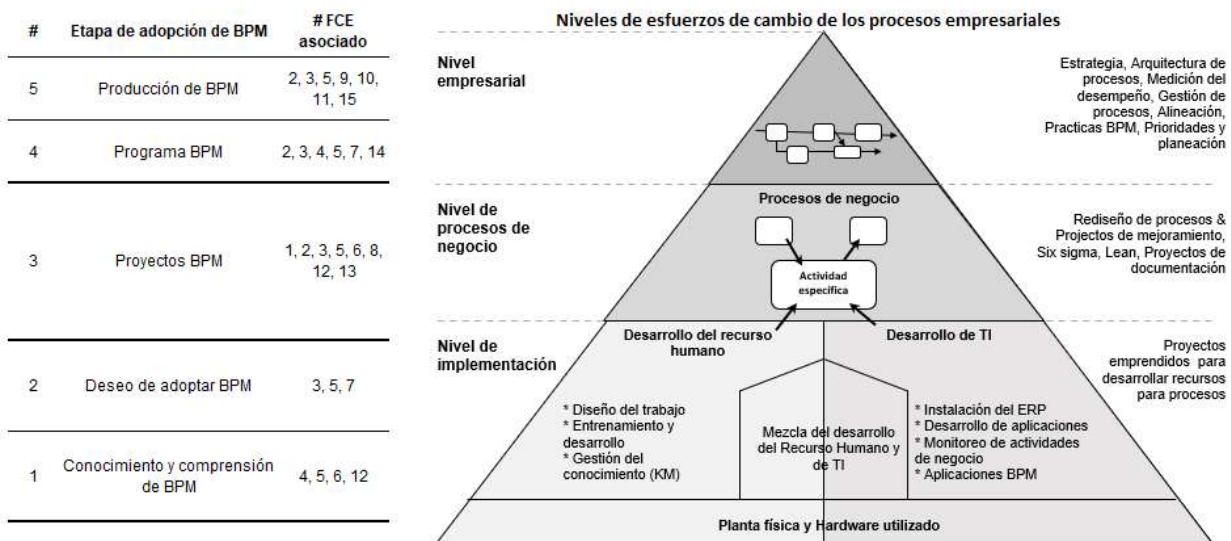 # Etapa de adopción de BPM # FCE
asociado
5 Producción de BPM 2, 3, 5, 9, 10,
11, 15
4 Programa BPM 2, 3, 4, 5, 7, 14
3 Proyectos BPM 1, 2, 3, 5, 6, 8,
12, 13
2 Deseo de adoptar BPM 3, 5, 7
1 Conocimiento y comprensión
de BPM 4, 5, 6, 12
Niveles de esfuerzos de cambio de los procesos empresariales
Nivel
empresarial
Estrategia, Arquitectura de
procesos, Medición del
desempeño, Gestión de
procesos, Alineación,
Practicas BPM, Prioridades y
planeación
Nivel de
procesos de
negocio
Procesos de negocio
Actividad
específica
Rediseño de procesos &
Projectos de mejoramiento,
Six sigma, Lean, Proyectos de
documentación
Nivel de
implementación
Desarrollo del recurso
humano
Desarrollo de TI
Proyectos
emprendidos para
desarrollar recursos
para procesos
* Diseño del trabajo
* Entrenamiento y
desarrollo
* Gestión del
conocimiento (KM)
Mezcla del desarrollo
del Recurso Humano y
de TI
* Instalación del ERP
* Desarrollo de aplicaciones
* Monitoreo de actividades
de negocio
* Aplicaciones BPM
Planta física y Hardware utilizado